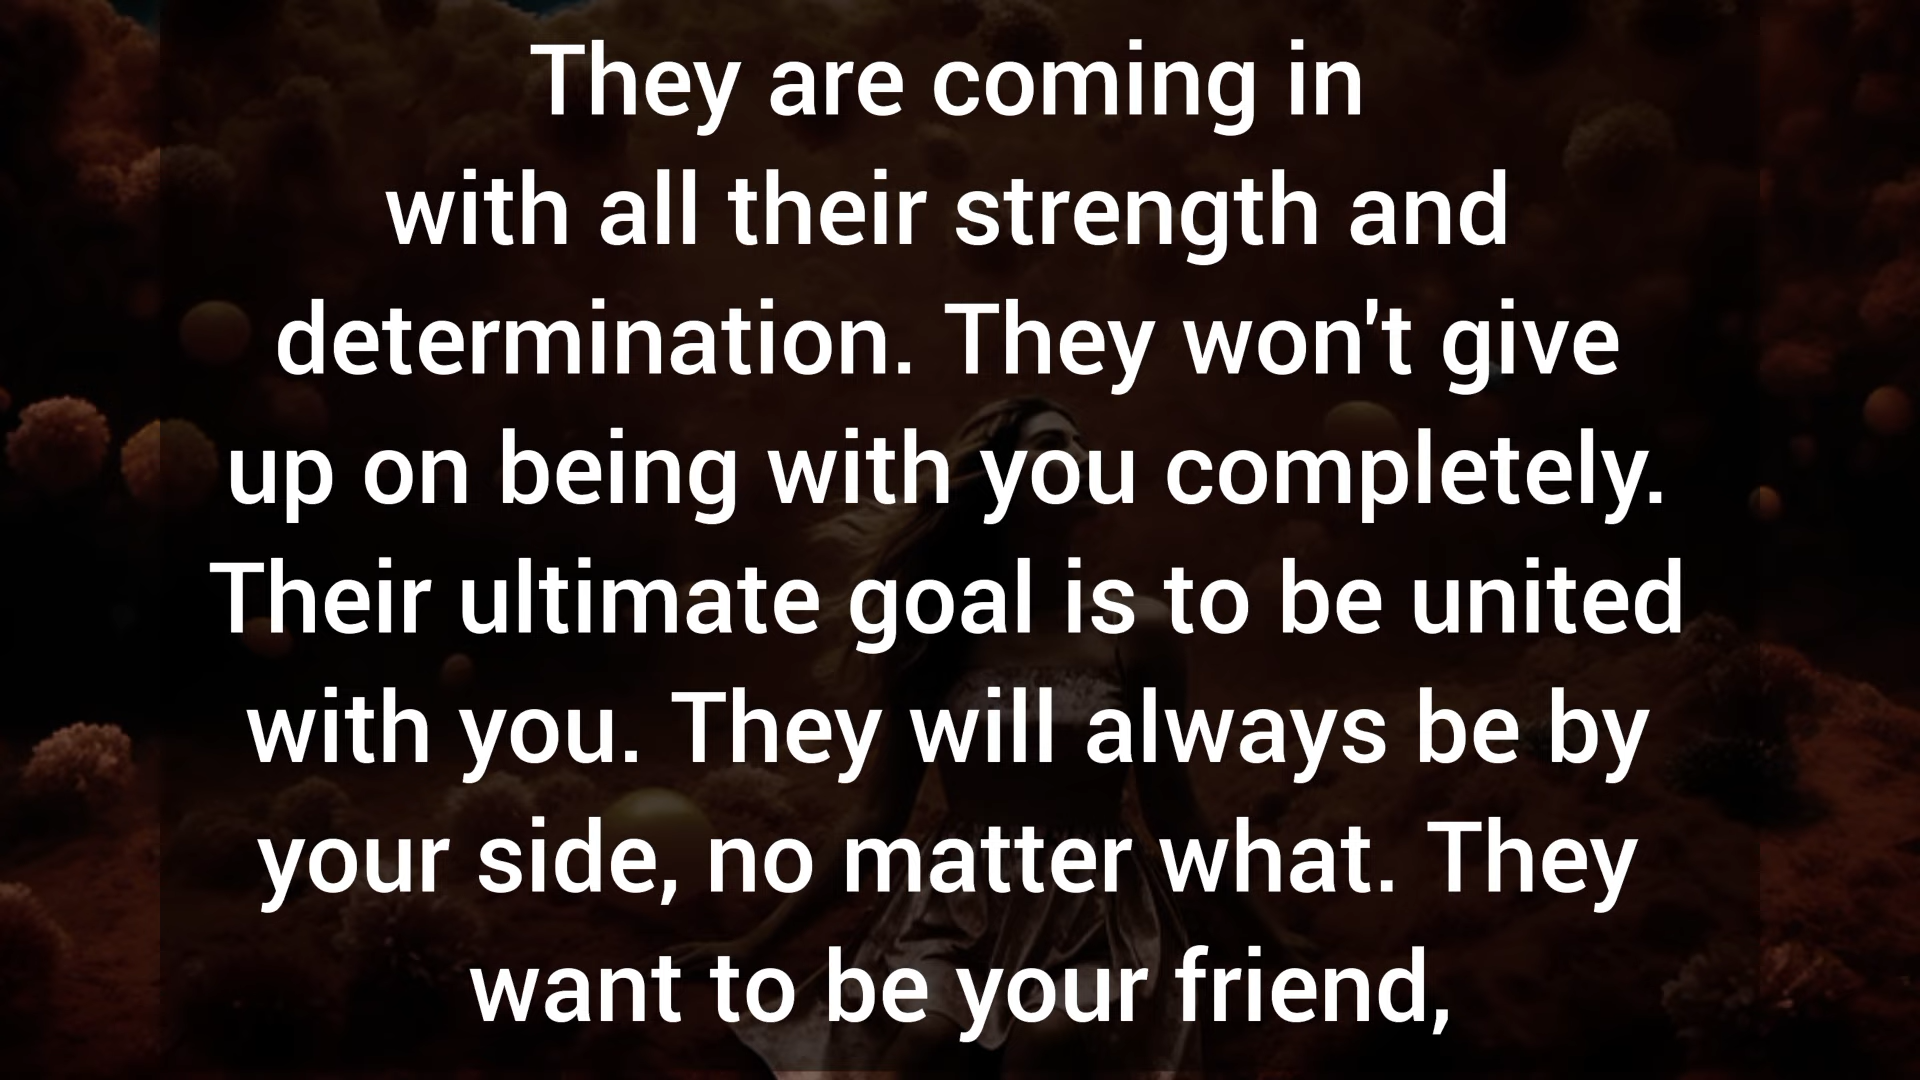 They are coming in
with all their strength and
determination. They won't give
up on being with you completely.
Their ultimate goal is to be united
with you. They will always be by
your side, no matter what. They
want to be your friend,